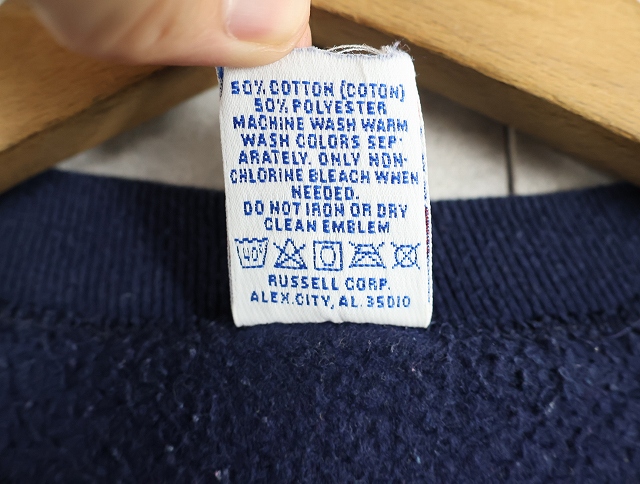 50% COTTON (COTON)
50% POLYESTER
MACHINE WASH WARM
WASH COLORS SEP-
ARATELY. ONLY NON-
CHLORINE BLEACH WHEN
NEEDED.
DO NOT IRON OR DRY
CLEAN EMBLEM
40°
RUSSELL CORP.
ALEX.CITY, AL. 35010